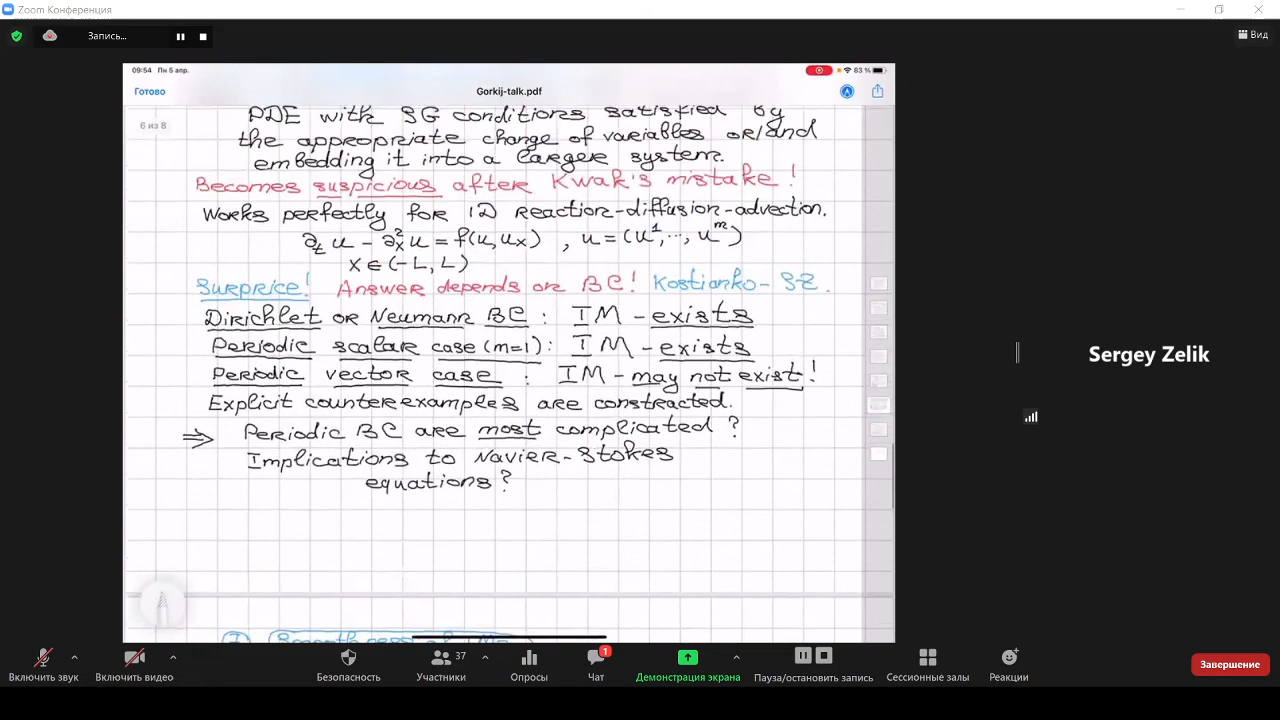 Zoom Конференция
Запись...
Вид
09:54 Пн 5 апр.
83 %
Готово
Gorkij-talk.pdf
6 из 8
PDE with SG conditions satisfied by
the appropriate change of variables or/and
embedding it into a larger system.
Becomes suspicious after Kwak's mistake!
Works perfectly for 1D reaction-diffusion-advection.
∂ₜu - ∂ₓ²u = f(u, uₓ), u = (u¹, ..., uᵐ)
x ∈ (-L, L)
Surprice! Answer depends on BC! Kostianko - SZ.
Dirichlet or Neumann BC: IM - exists
Periodic scalar case (m=1): IM - exists
Periodic vector case : IM - may not exist!
Explicit counterexamples are constracted.
⇒ Periodic BC are most complicated?
Implications to Navier-Stokes
equations?
Sergey Zelik
Включить звук
Включить видео
Безопасность
37
Участники
Опросы
1
Чат
Демонстрация экрана
Пауза/остановить запись
Сессионные залы
Реакции
Завершение